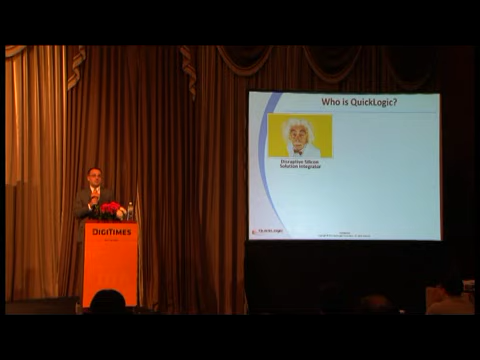 Who is QuickLogic?
Disruptive Silicon
Solution Integrator
DIGITIMES